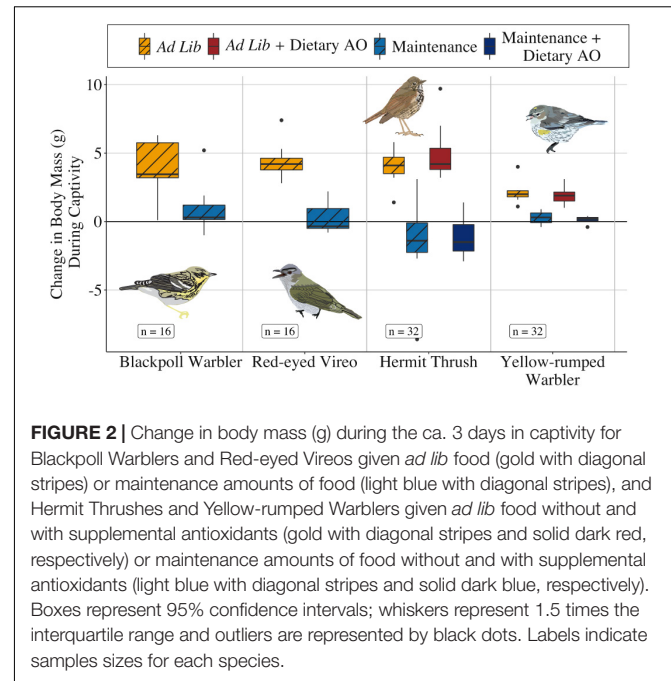 Ad Lib
Ad Lib + Dietary AO
Maintenance
Maintenance +
Dietary AO
Change in Body Mass (g)
During Captivity
10
5
0
-5
n = 16
n = 16
n = 32
n = 32
Blackpoll Warbler
Red-eyed Vireo
Hermit Thrush
Yellow-rumped
Warbler
FIGURE 2 | Change in body mass (g) during the ca. 3 days in captivity for
Blackpoll Warblers and Red-eyed Vireos given ad lib food (gold with diagonal
stripes) or maintenance amounts of food (light blue with diagonal stripes), and
Hermit Thrushes and Yellow-rumped Warblers given ad lib food without and
with supplemental antioxidants (gold with diagonal stripes and solid dark red,
respectively) or maintenance amounts of food without and with supplemental
antioxidants (light blue with diagonal stripes and solid dark blue, respectively).
Boxes represent 95% confidence intervals; whiskers represent 1.5 times the
interquartile range and outliers are represented by black dots. Labels indicate
samples sizes for each species.